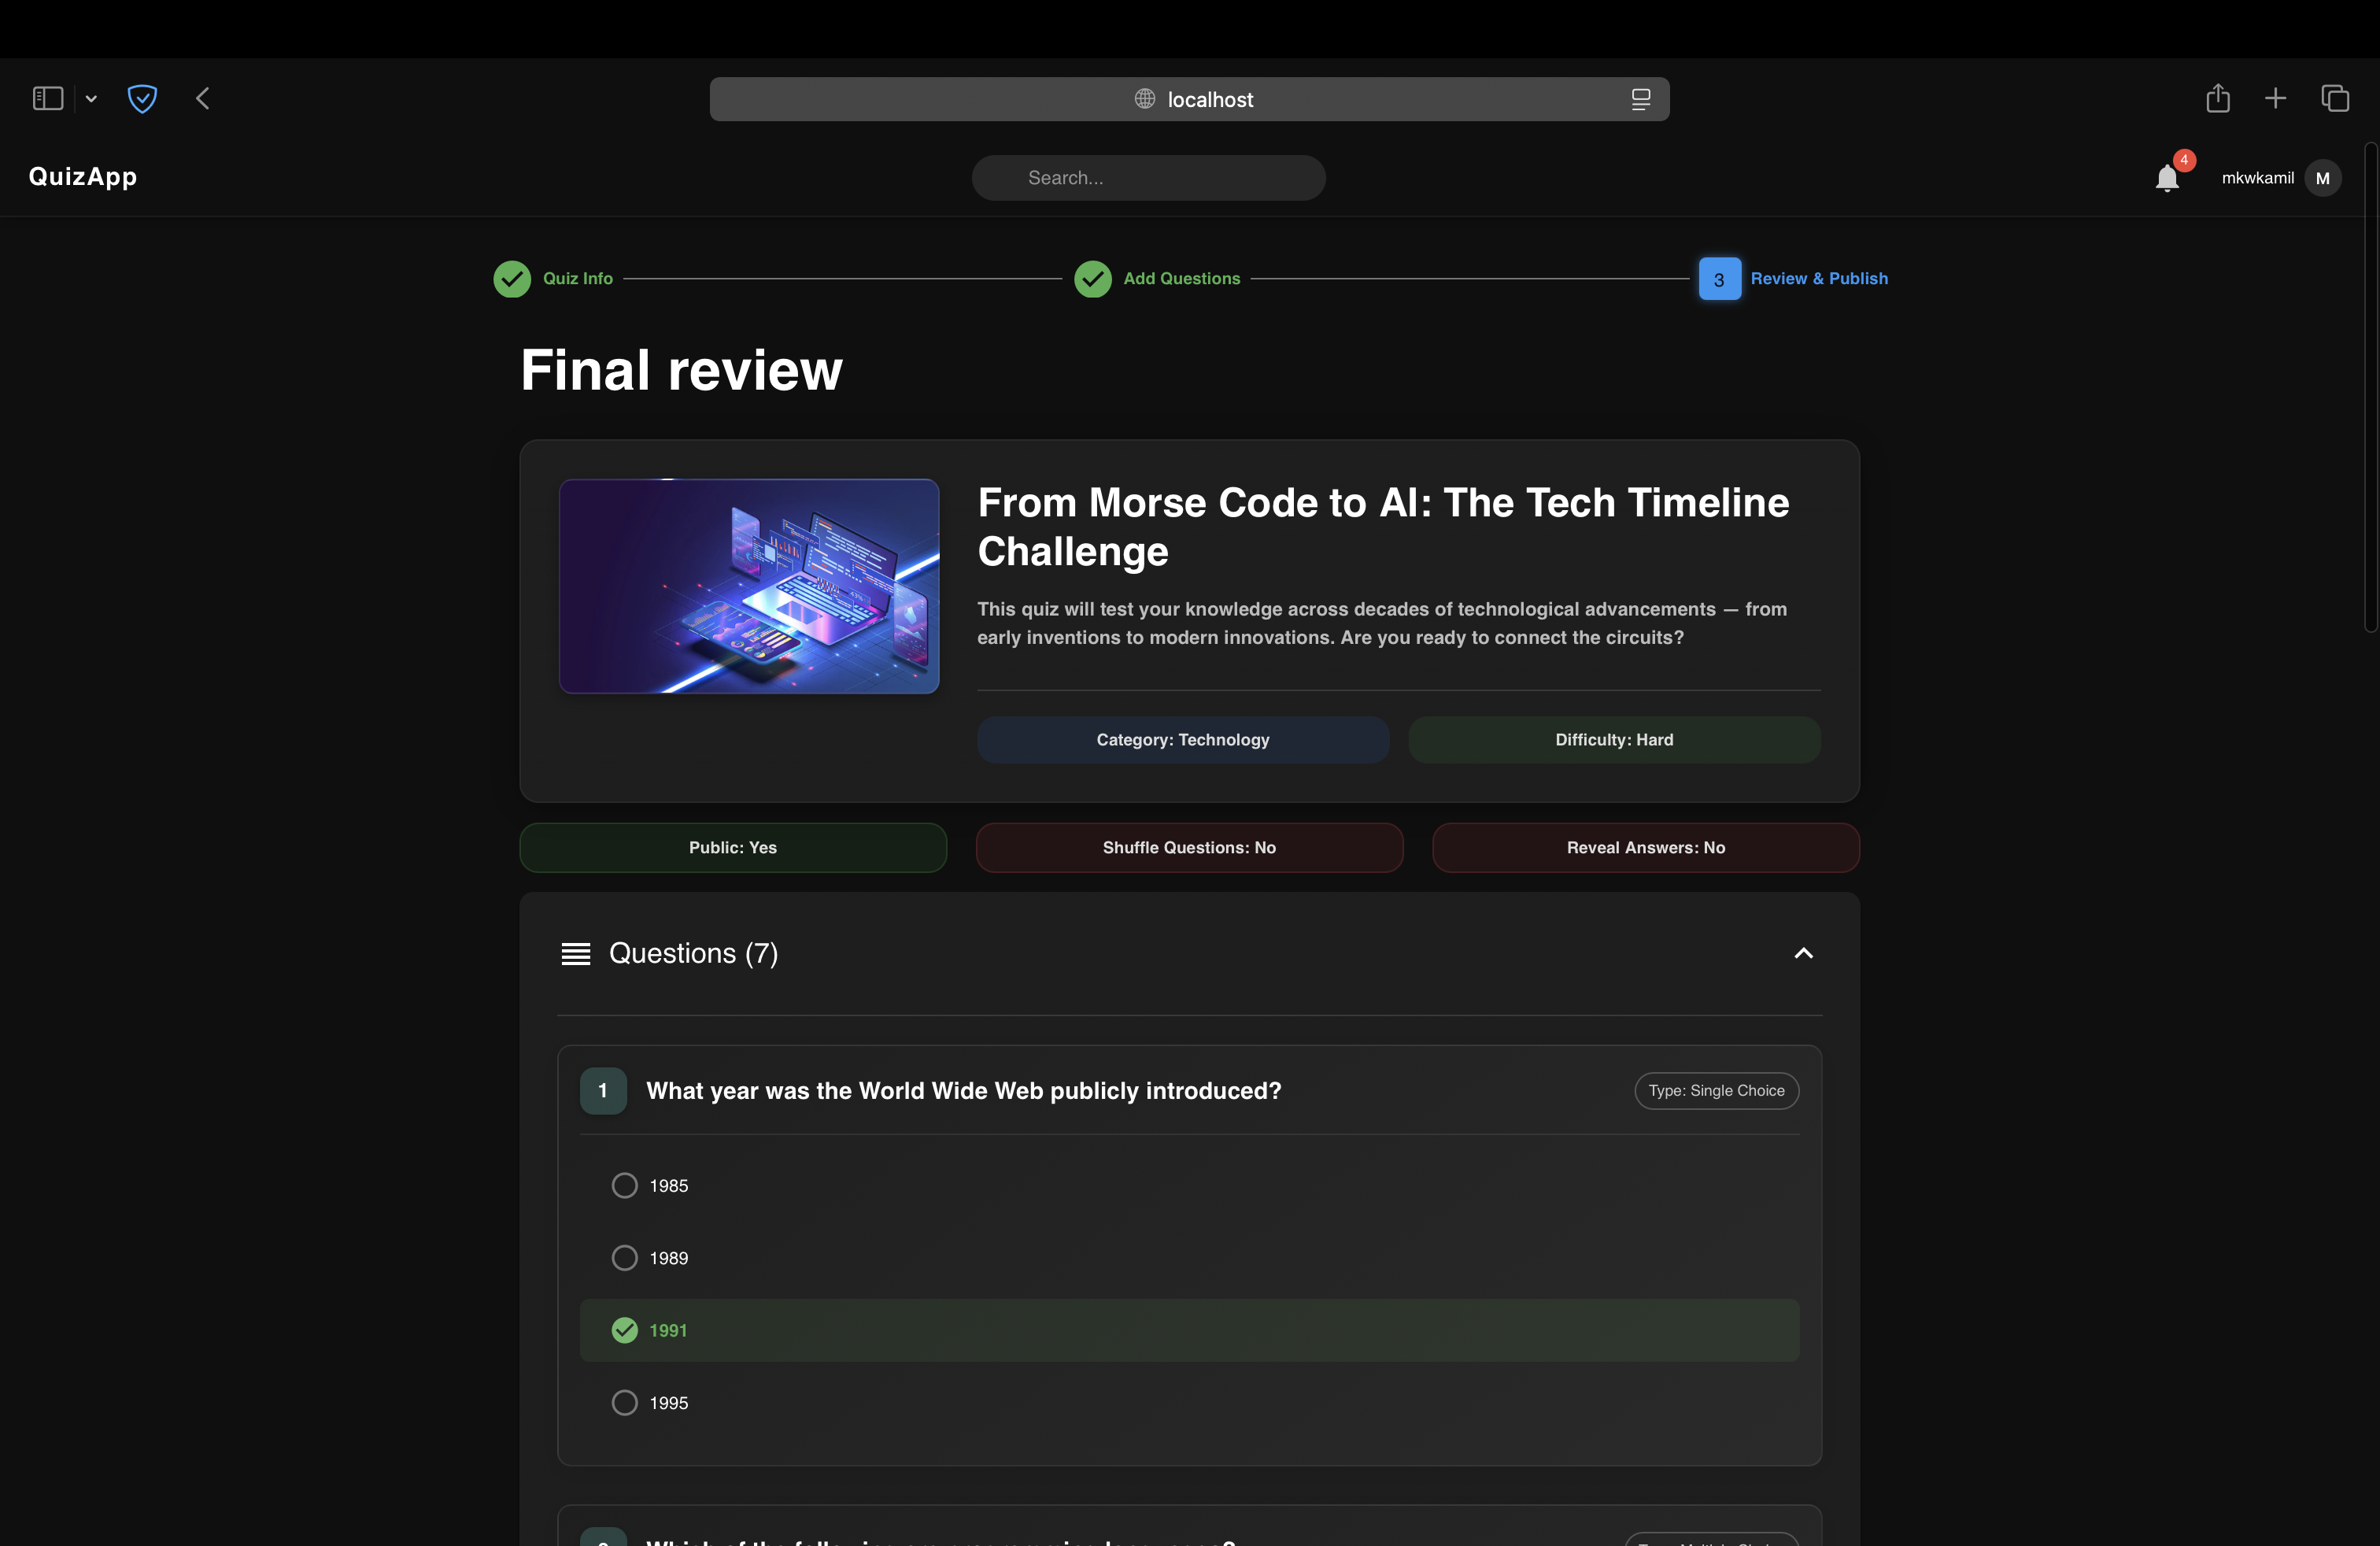 localhost
QuizApp
Search...
4
mkwkamil
M
Quiz Info
Add Questions
3
Review & Publish
Final review
From Morse Code to AI: The Tech Timeline
Challenge
This quiz will test your knowledge across decades of technological advancements — from
early inventions to modern innovations. Are you ready to connect the circuits?
Category: Technology
Difficulty: Hard
Public: Yes
Shuffle Questions: No
Reveal Answers: No
Questions (7)
1
What year was the World Wide Web publicly introduced?
Type: Single Choice
1985
1989
1991
1995